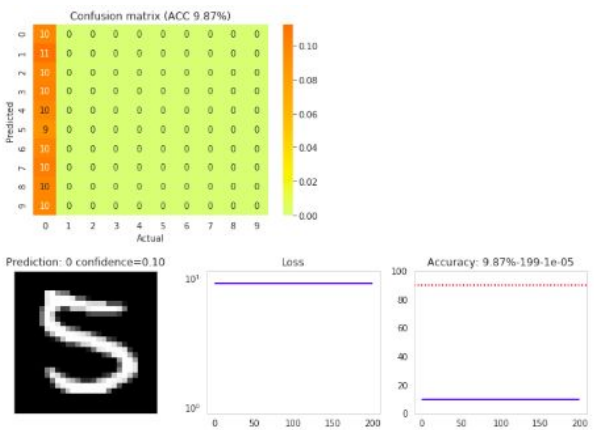 Confusion matrix (ACC 9.87%)
0 10 0 0 0 0 0 0 0 0 0
1 11 0 0 0 0 0 0 0 0 0
2 10 0 0 0 0 0 0 0 0 0
3 10 0 0 0 0 0 0 0 0 0
4 10 0 0 0 0 0 0 0 0 0
5 9 0 0 0 0 0 0 0 0 0
6 10 0 0 0 0 0 0 0 0 0
7 10 0 0 0 0 0 0 0 0 0
8 10 0 0 0 0 0 0 0 0 0
9 10 0 0 0 0 0 0 0 0 0
Predicted
0 1 2 3 4 5 6 7 8 9
Actual
0.10
0.08
0.06
0.04
0.02
0.00
Prediction: 0 confidence=0.10
5
Loss
10¹
10⁰
0 50 100 150 200
Accuracy: 9.87%-199-1e-05
100
80
60
40
20
0
0 50 100 150 200